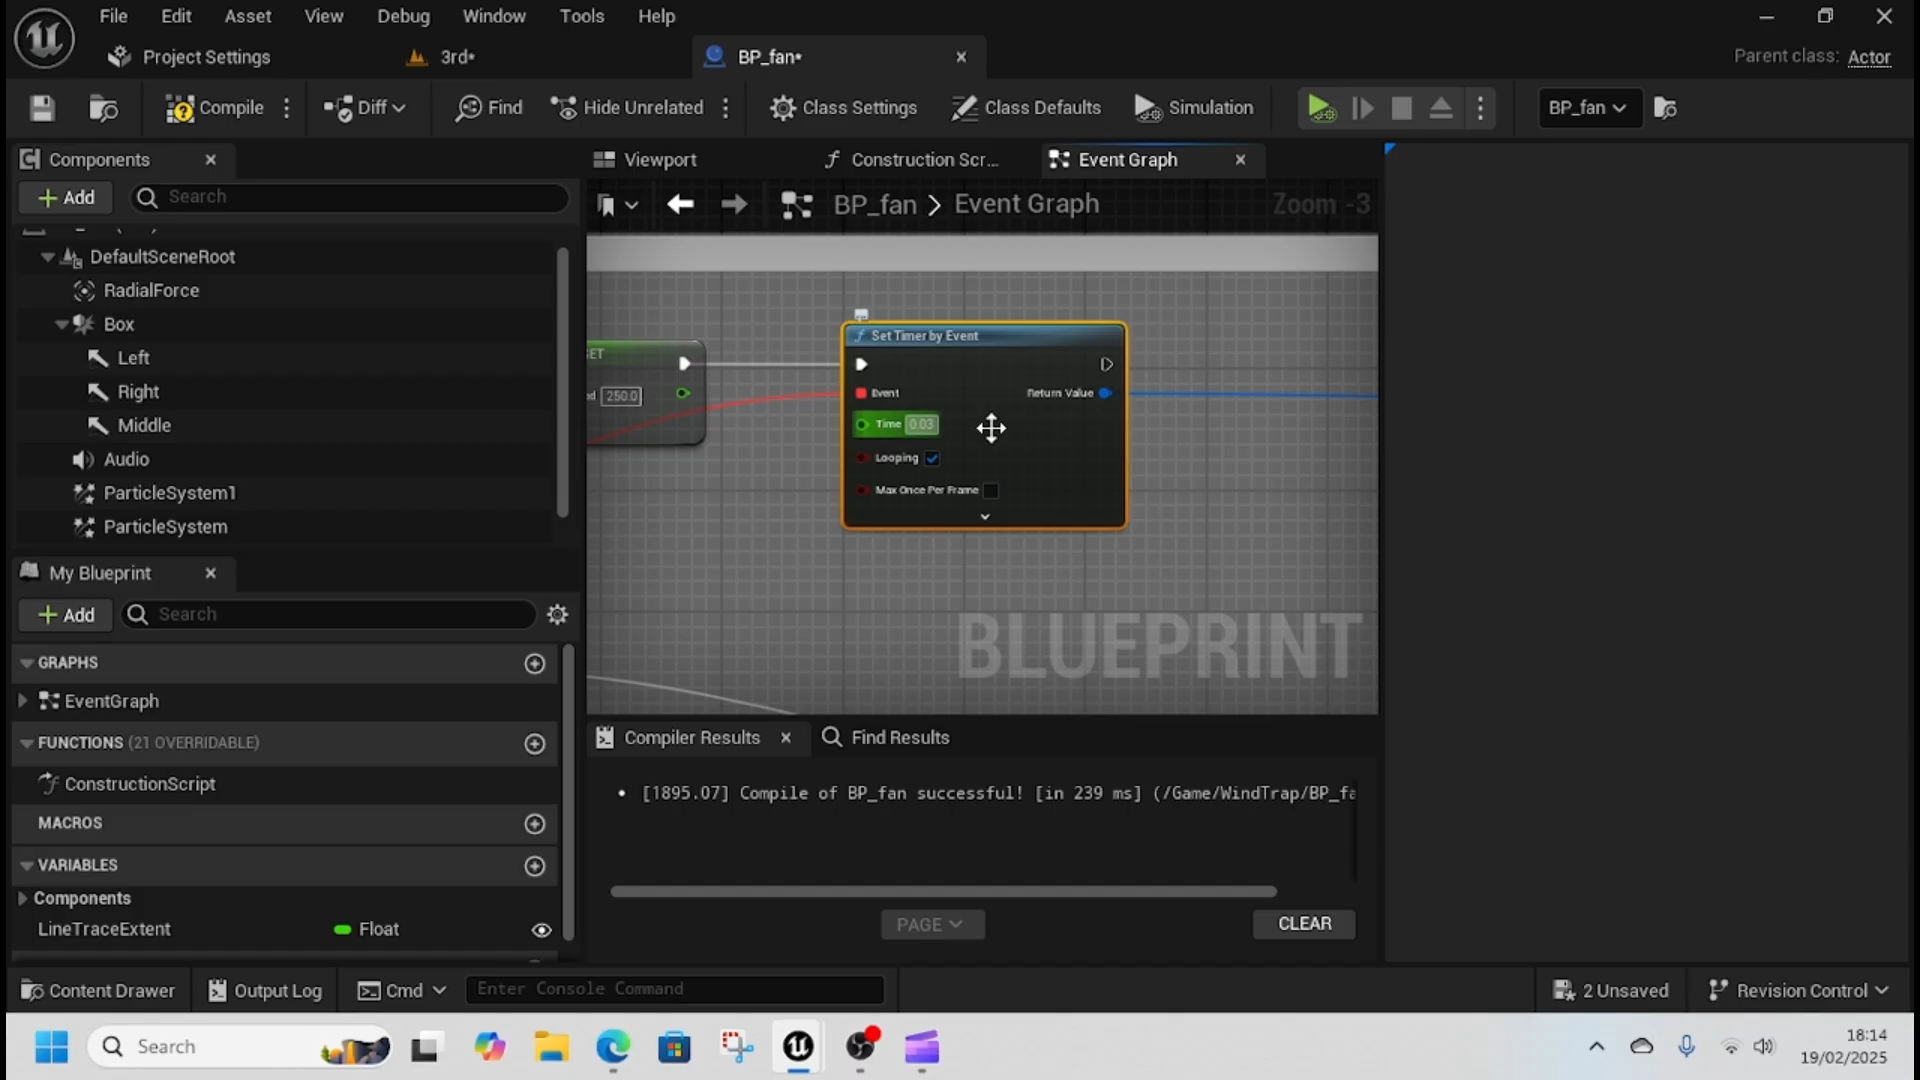 File Edit Asset View Debug Window Tools Help
Project Settings 3rd* BP_fan* Parent class: Actor
Compile Diff Find Hide Unrelated Class Settings Class Defaults Simulation BP_fan
Components Viewport Construction Scr... Event Graph
Add Search BP_fan > Event Graph Zoom -3
DefaultSceneRoot
RadialForce
Box
Left
Right
Middle
Audio
ParticleSystem1
ParticleSystem
ET
250.0
Set Timer by Event
Event Return Value
Time 0.03
Looping
Max Once Per Frame
BLUEPRINT
My Blueprint
Add Search
GRAPHS
EventGraph
FUNCTIONS (21 OVERRIDABLE)
ConstructionScript
MACROS
VARIABLES
Components
LineTraceExtent Float
Compiler Results Find Results
• [1895.07] Compile of BP_fan successful! [in 239 ms] (/Game/WindTrap/BP_fa
PAGE CLEAR
Content Drawer Output Log Cmd Enter Console Command 2 Unsaved Revision Control
Search 18:14
19/02/2025